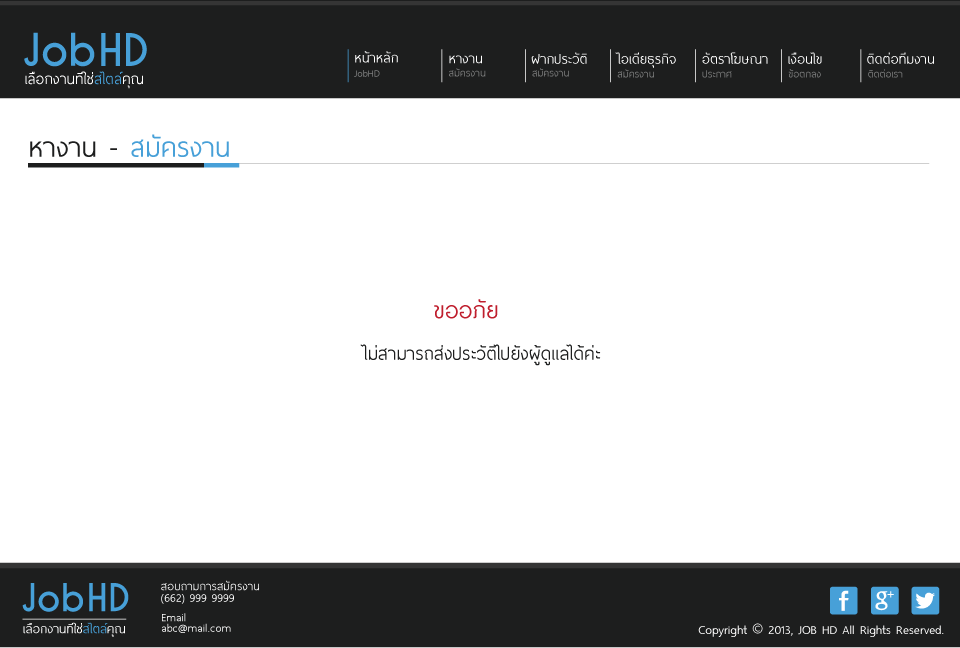 JobHD
เลือกงานที่ใช่สไตล์คุณ
หน้าหลัก
JobHD
หางาน
สมัครงาน
ฝากประวัติ
สมัครงาน
ไอเดียธุรกิจ
สมัครงาน
อัตราโฆษณา
ประกาศ
เงื่อนไข
ข้อตกลง
ติดต่อทีมงาน
ติดต่อเรา
หางาน - สมัครงาน
ขออภัย
ไม่สามารถส่งประวัติไปยังผู้ดูแลได้ค่ะ
JobHD
เลือกงานที่ใช่สไตล์คุณ
สอบถามการสมัครงาน
(662) 999 9999
Email
abc@mail.com
f
g+
Copyright © 2013, JOB HD All Rights Reserved.